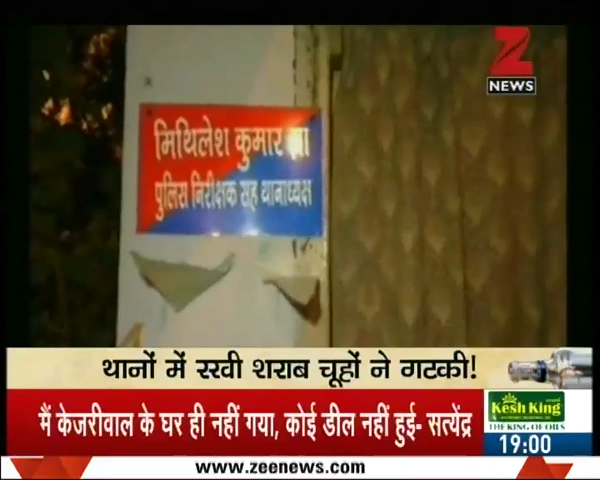 Z
NEWS
मिथिलेश कुमार झा
पुलिस निरीक्षक सह थानाध्यक्ष
थानों में रखी शराब चूहों ने गटकी!
मैं केजरीवाल के घर ही नहीं गया, कोई डील नहीं हुई- सत्येंद्र
Kesh King
THE KING OF OILS
19:00
www.zeenews.com